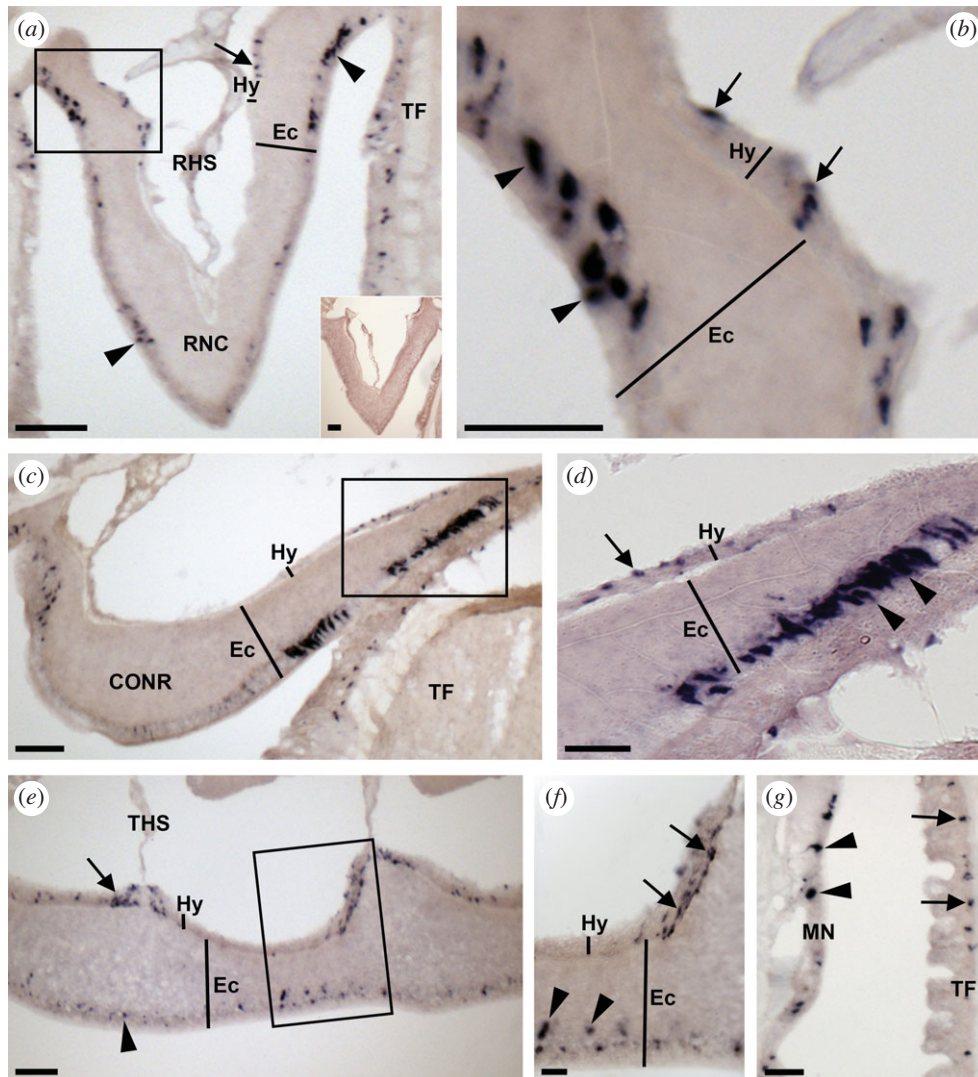 (a)
Hy
Ec
TF
RHS
RNC
(b)
Hy
Ec
(c)
Hy
Ec
CONR
TF
(d)
Hy
Ec
(e)
THS
Hy
Ec
(f)
Hy
Ec
(g)
MN
TF